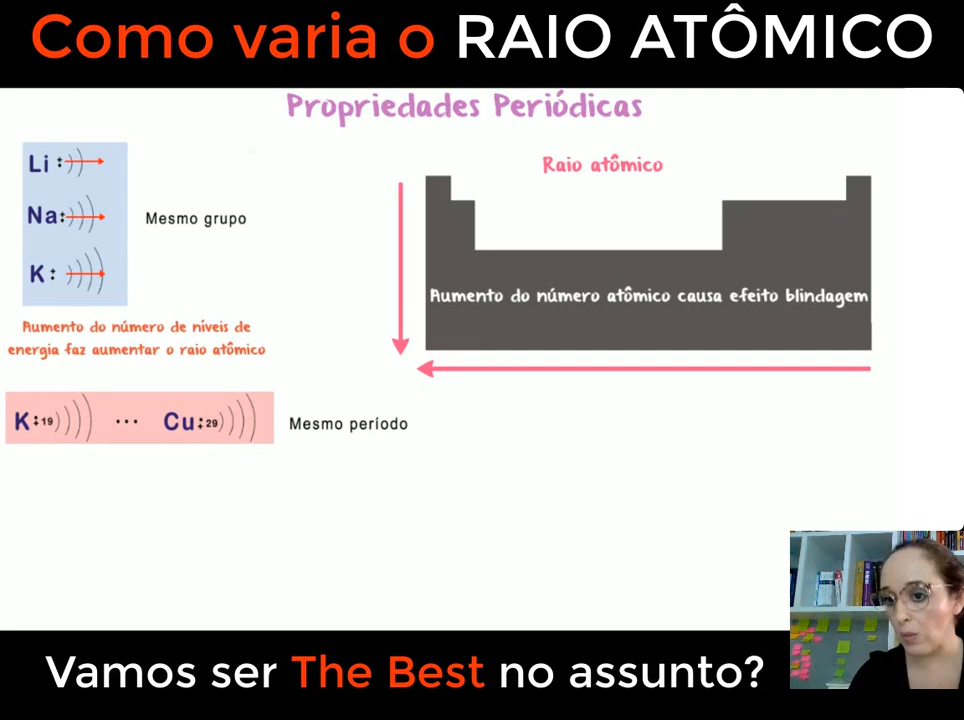 Como varia o RAIO ATÔMICO
Propriedades Periódicas
Li :
Na:
K :
Mesmo grupo
Aumento do número de níveis de
energia faz aumentar o raio atômico
K:19 ... Cu:29
Mesmo período
Raio atômico
Aumento do número atômico causa efeito blindagem
Vamos ser The Best no assunto?